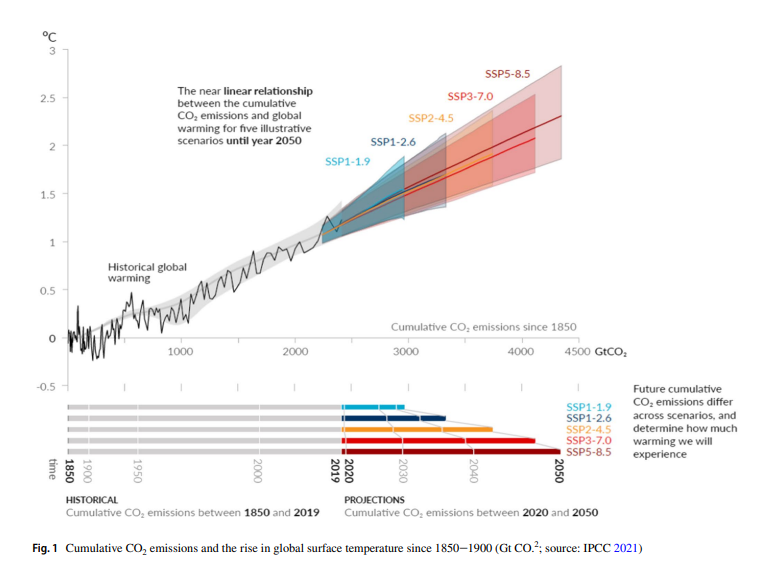 °C
3
SSP5-8.5
2.5
The near linear relationship
between the cumulative
CO₂ emissions and global
warming for five illustrative
scenarios until year 2050
SSP3-7.0
SSP2-4.5
2
SSP1-2.6
SSP1-1.9
1.5
1
Historical global
warming
0.5
Cumulative CO₂ emissions since 1850
0
1000
2000
3000
4000
4500 GtCO₂
-0.5
SSP1-1.9
SSP1-2.6
SSP2-4.5
SSP3-7.0
SSP5-8.5
Future cumulative
CO₂ emissions differ
across scenarios, and
determine how much
warming we will
experience
time
1850
1900
1950
2000
2019
2020
2030
2040
2050
HISTORICAL
Cumulative CO₂ emissions between 1850 and 2019
PROJECTIONS
Cumulative CO₂ emissions between 2020 and 2050
Fig. 1 Cumulative CO₂ emissions and the rise in global surface temperature since 1850–1900 (Gt CO.²; source: IPCC 2021)